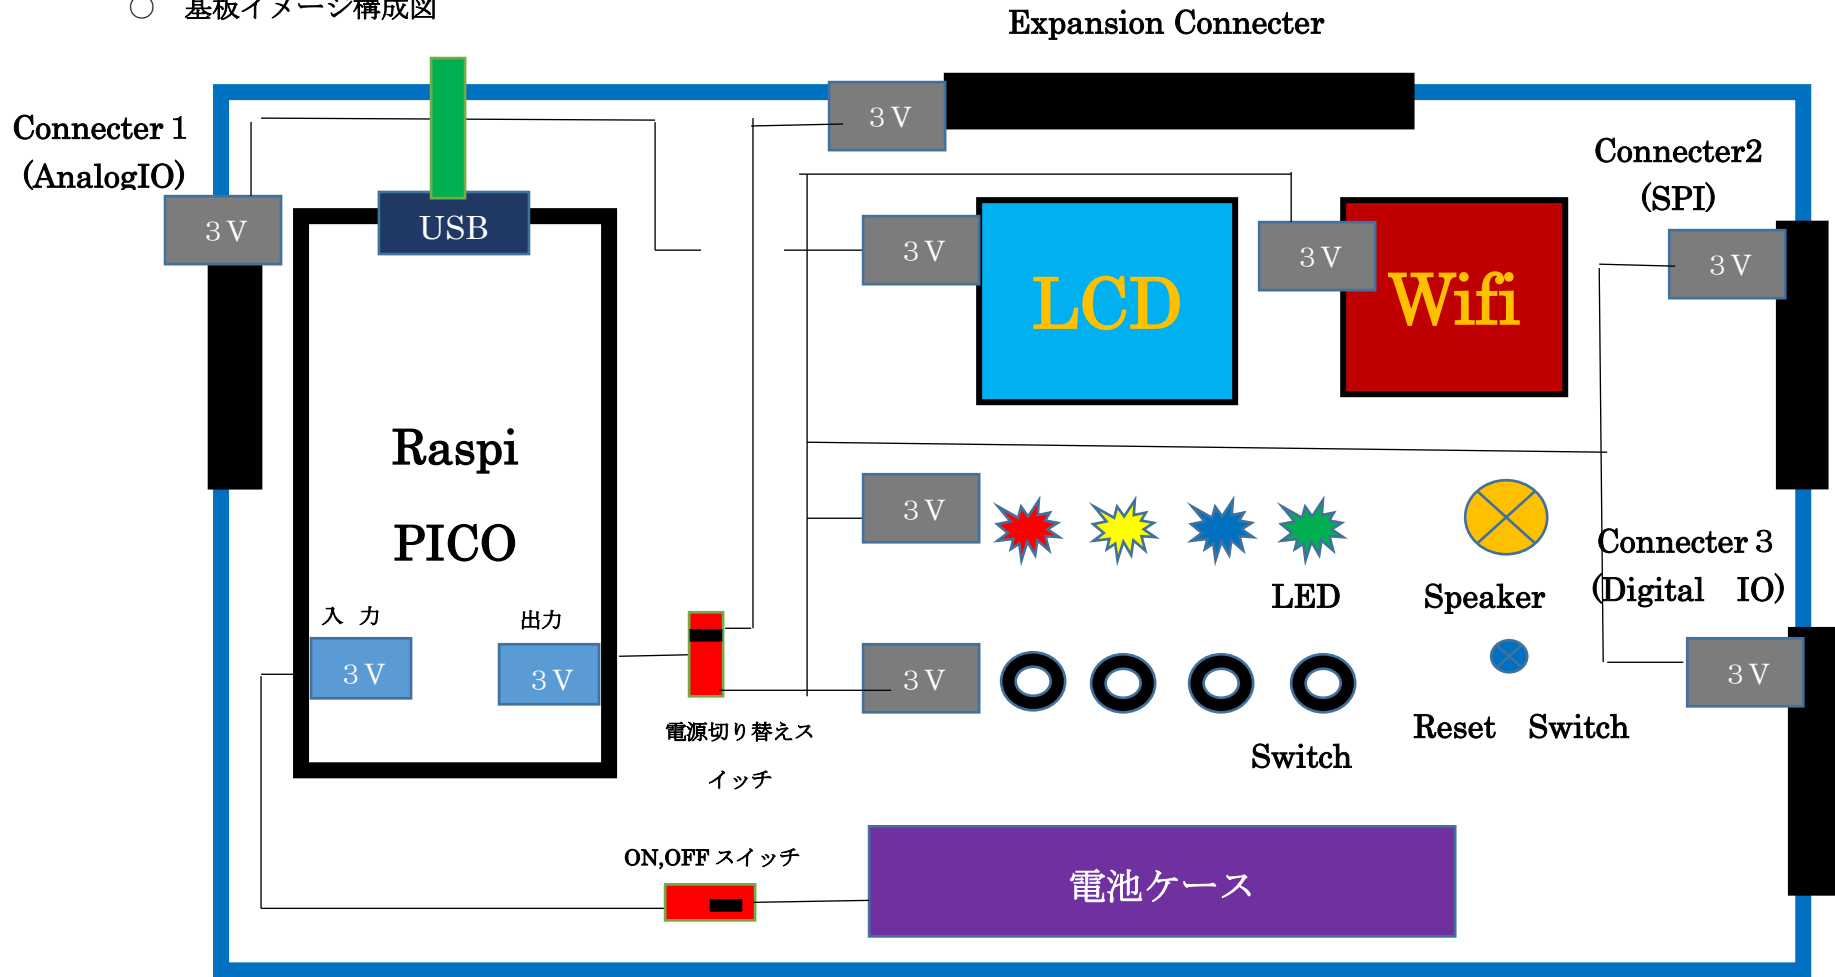 ○ 基板イメージ構成図
Expansion Connecter
3V
Connecter 1
(AnalogIO)
3V
USB
Connecter2
(SPI)
3V
3V
LCD
3V
Wifi
Raspi
PICO
入 力
3V
出力
3V
電源切り替えス
イッチ
3V
LED
Speaker
Connecter 3
(Digital IO)
3V
3V
Switch
Reset Switch
ON,OFF スイッチ
電池ケース